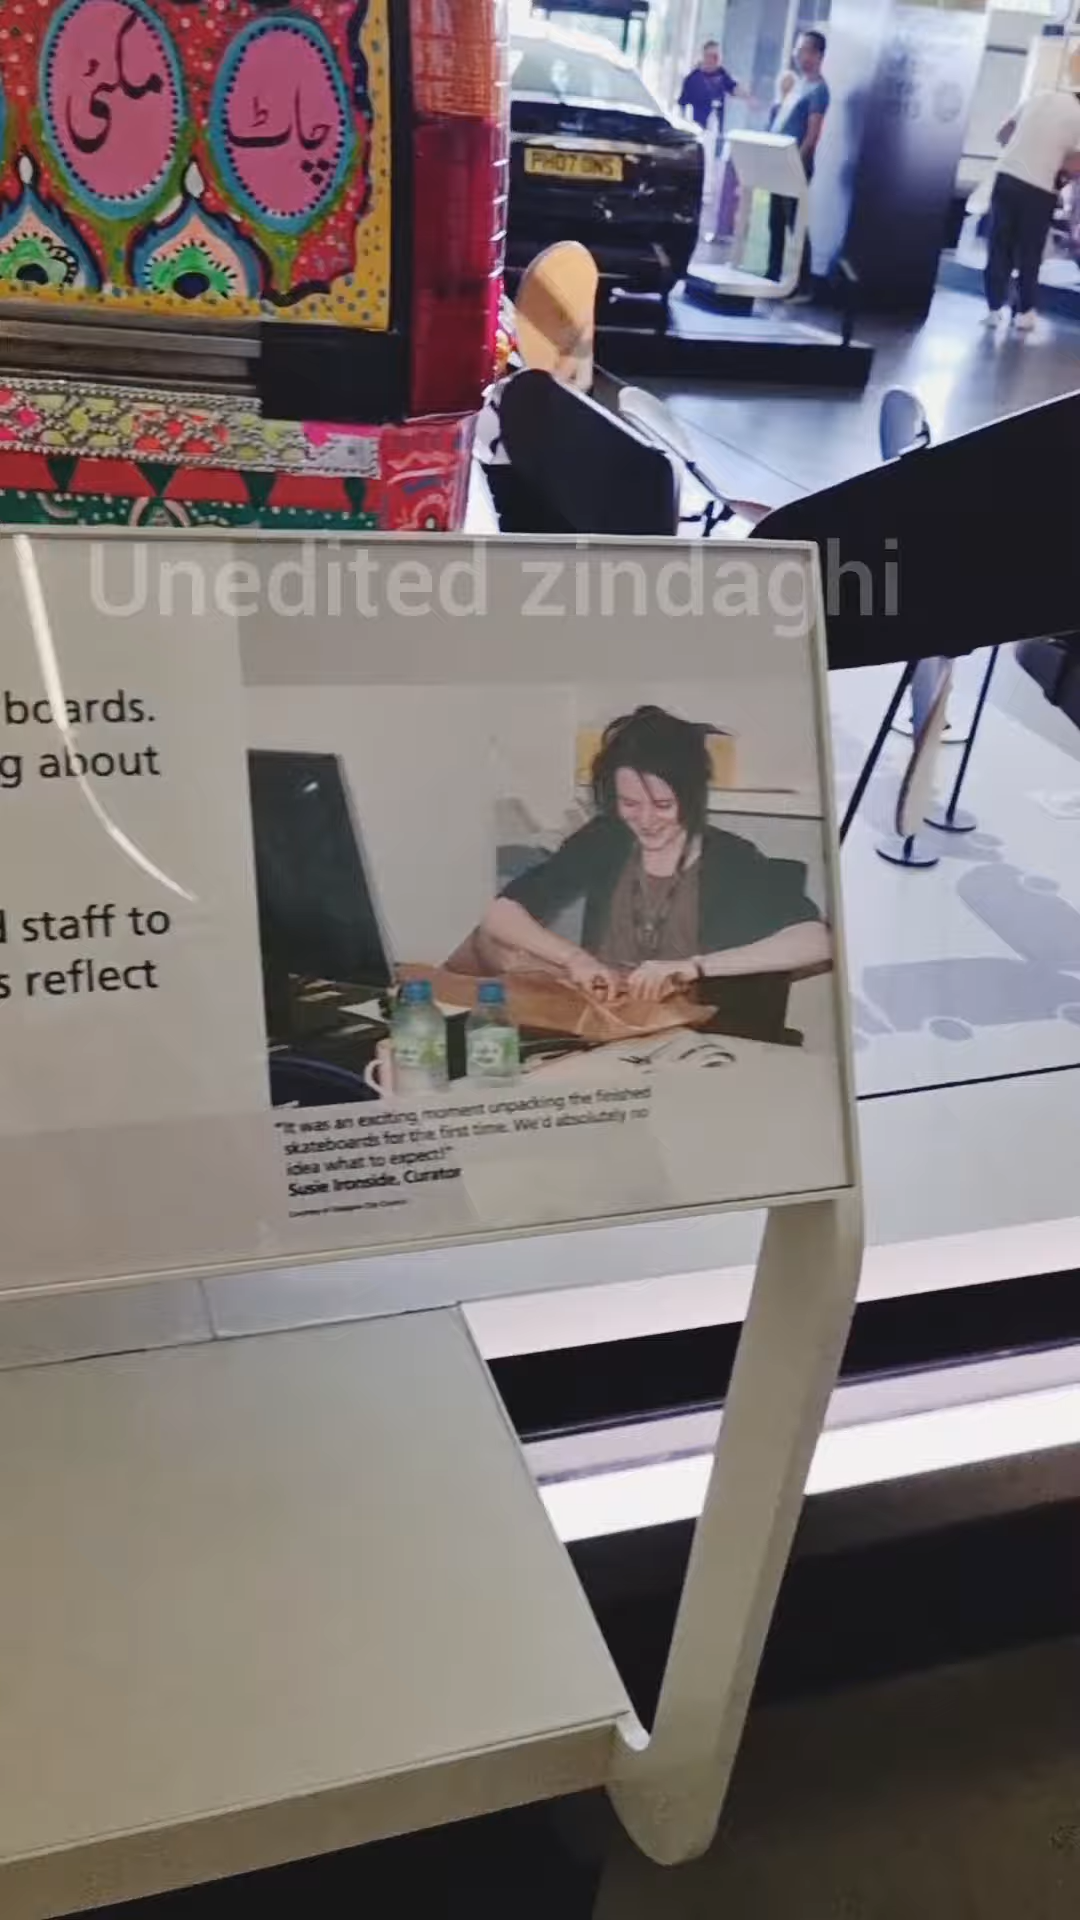 مکئی چاٹ
PH07 ONS
Unedited zindaghi
boards.
g about
d staff to
s reflect
"It was an exciting moment unpacking the finished
skateboards for the first time. We'd absolutely no
idea what to expect!"
Susie Ironside, Curator